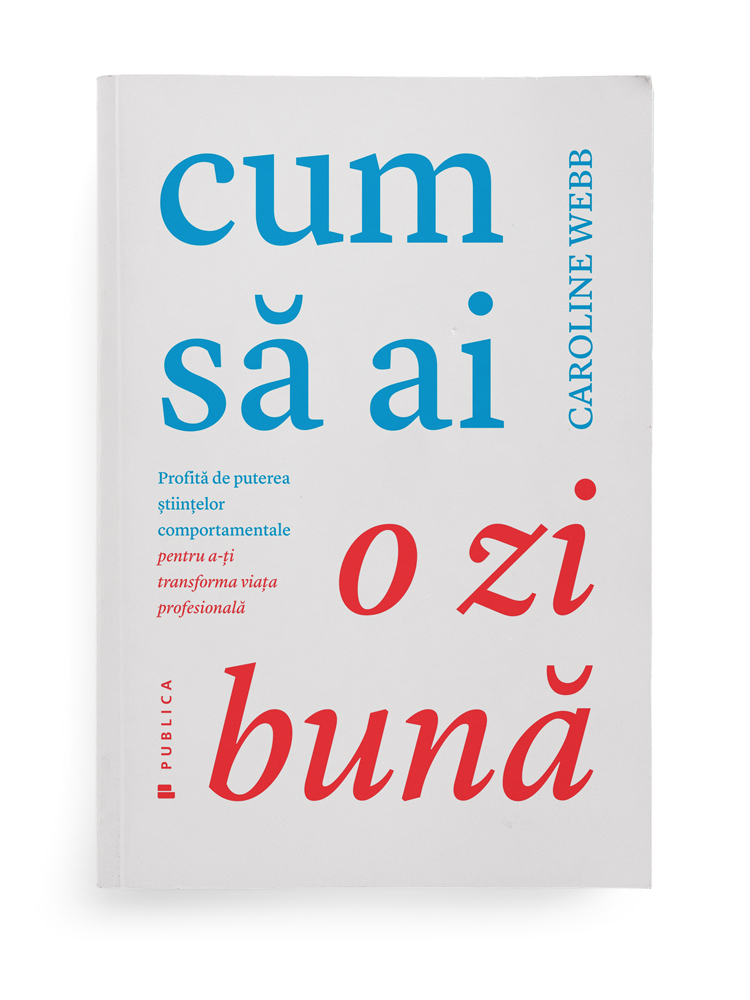 cum
să ai
o zi
bună
CAROLINE WEBB
Profită de puterea
științelor
comportamentale
pentru a-ți
transforma viața
profesională
PUBLICA